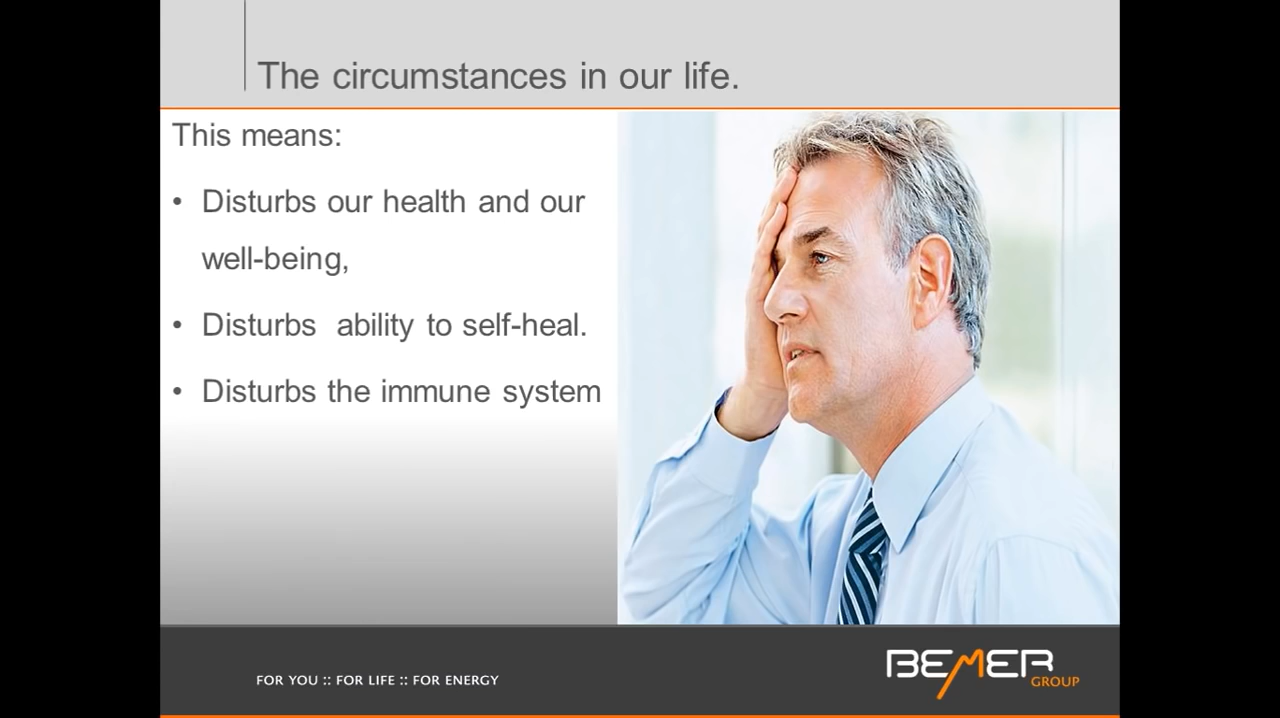 The circumstances in our life.
This means:
• Disturbs our health and our
well-being,
• Disturbs  ability to self-heal.
• Disturbs the immune system
FOR YOU :: FOR LIFE :: FOR ENERGY
BEMER
GROUP